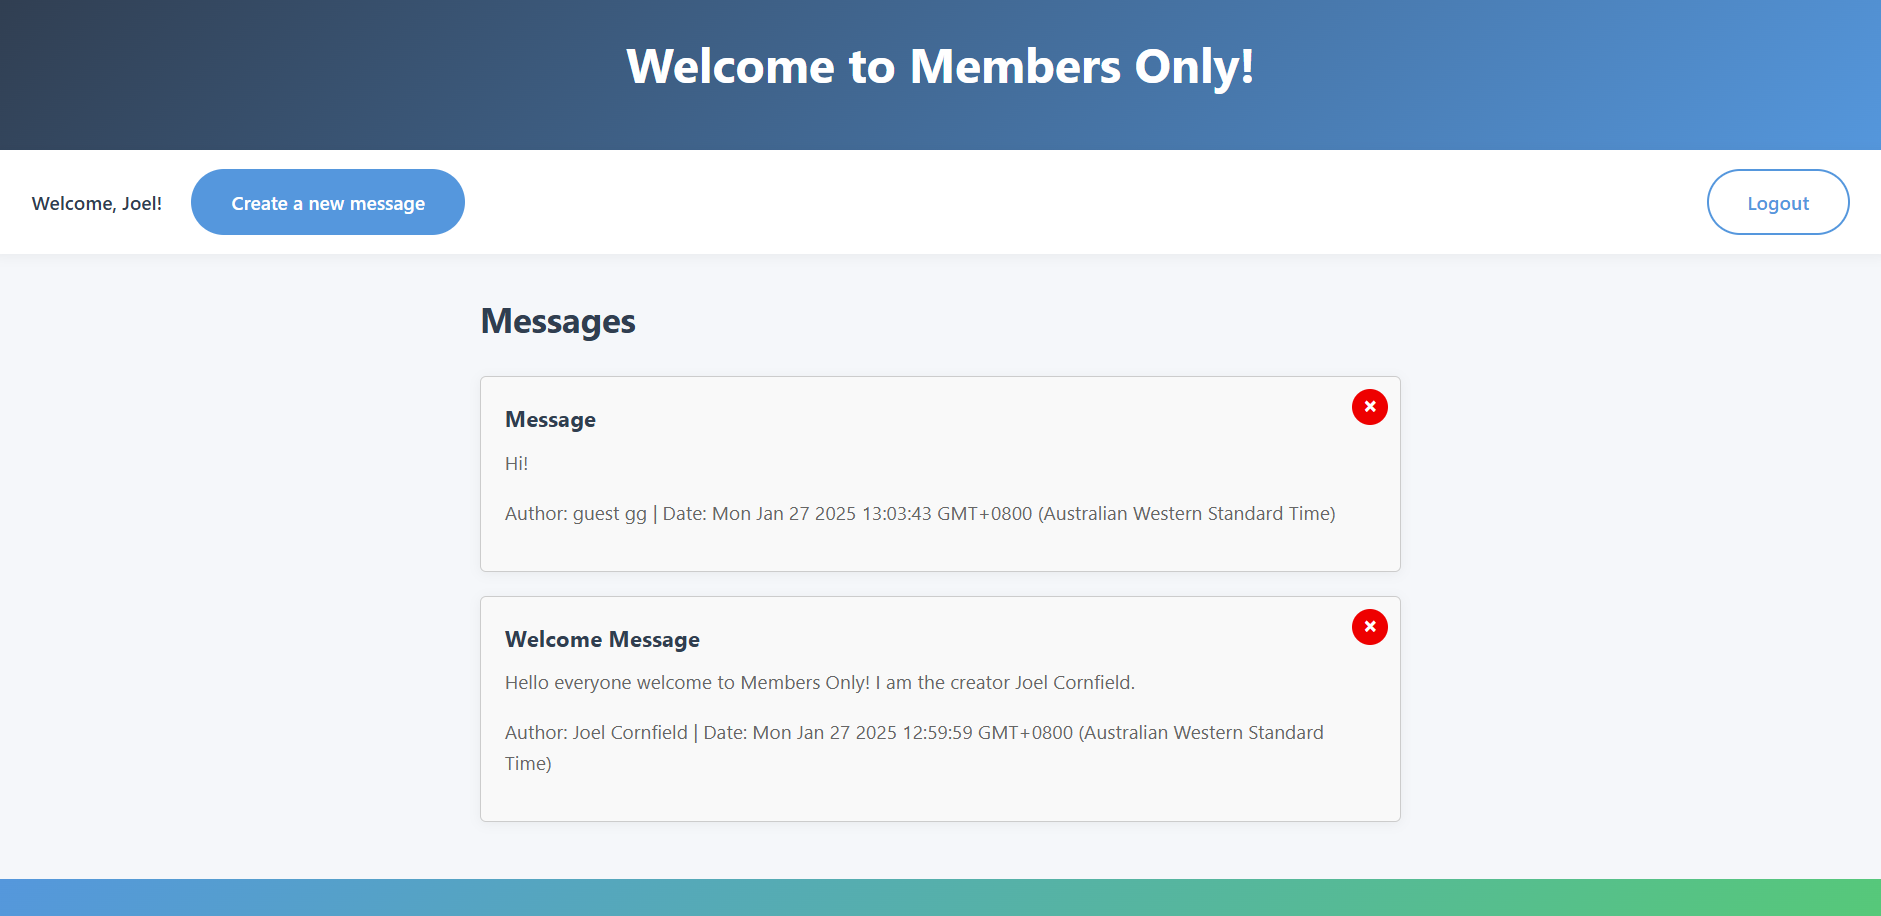 Welcome to Members Only!
Welcome, Joel!
Create a new message
Logout
Messages
Message
Hi!
Author: guest gg | Date: Mon Jan 27 2025 13:03:43 GMT+0800 (Australian Western Standard Time)
Welcome Message
Hello everyone welcome to Members Only! I am the creator Joel Cornfield.
Author: Joel Cornfield | Date: Mon Jan 27 2025 12:59:59 GMT+0800 (Australian Western Standard
Time)